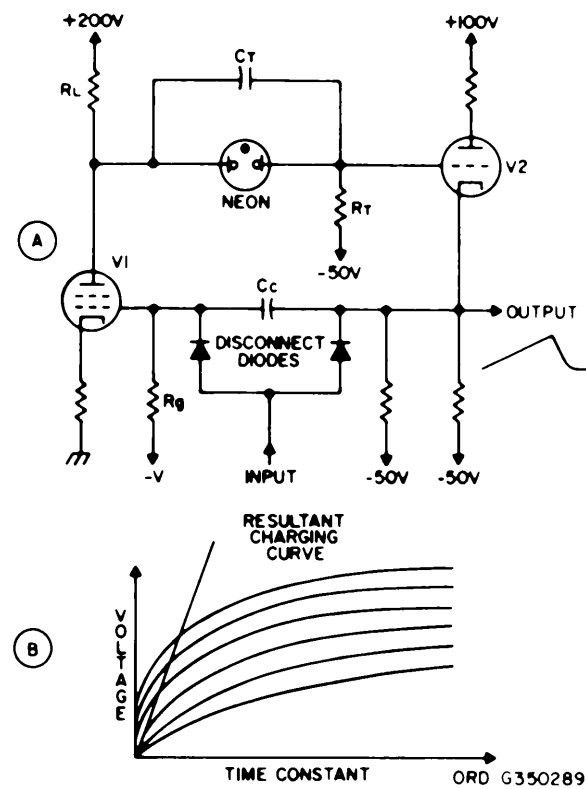 +200V
+100V
CT
RL
V2
NEON
RT
A
-50V
V1
CC
OUTPUT
DISCONNECT
DIODES
Rg
-V
INPUT
-50V
-50V
RESULTANT
CHARGING
CURVE
VOLTAGE
B
TIME CONSTANT
ORD G350289